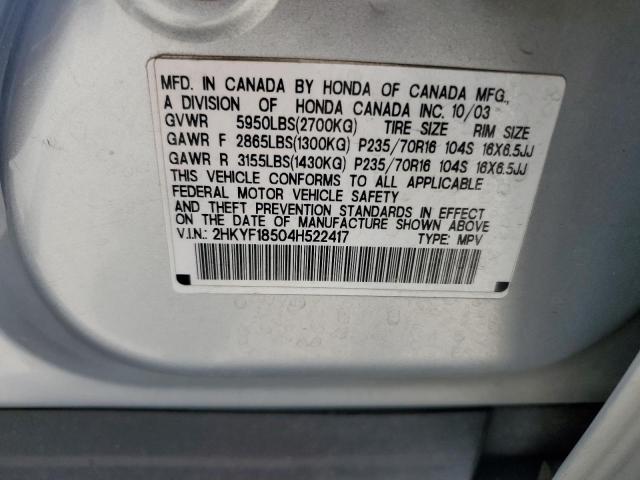 MFD. IN CANADA BY HONDA OF CANADA MFG.,
A DIVISION OF HONDA CANADA INC. 10/03
GVWR 5950LBS(2700KG) TIRE SIZE RIM SIZE
GAWR F 2865LBS(1300KG) P235/70R16 104S 16X6.5JJ
GAWR R 3155LBS(1430KG) P235/70R16 104S 16X6.5JJ
THIS VEHICLE CONFORMS TO ALL APPLICABLE
FEDERAL MOTOR VEHICLE SAFETY
AND THEFT PREVENTION STANDARDS IN EFFECT
ON THE DATE OF MANUFACTURE SHOWN ABOVE
V.I.N.: 2HKYF18504H522417 TYPE: MPV